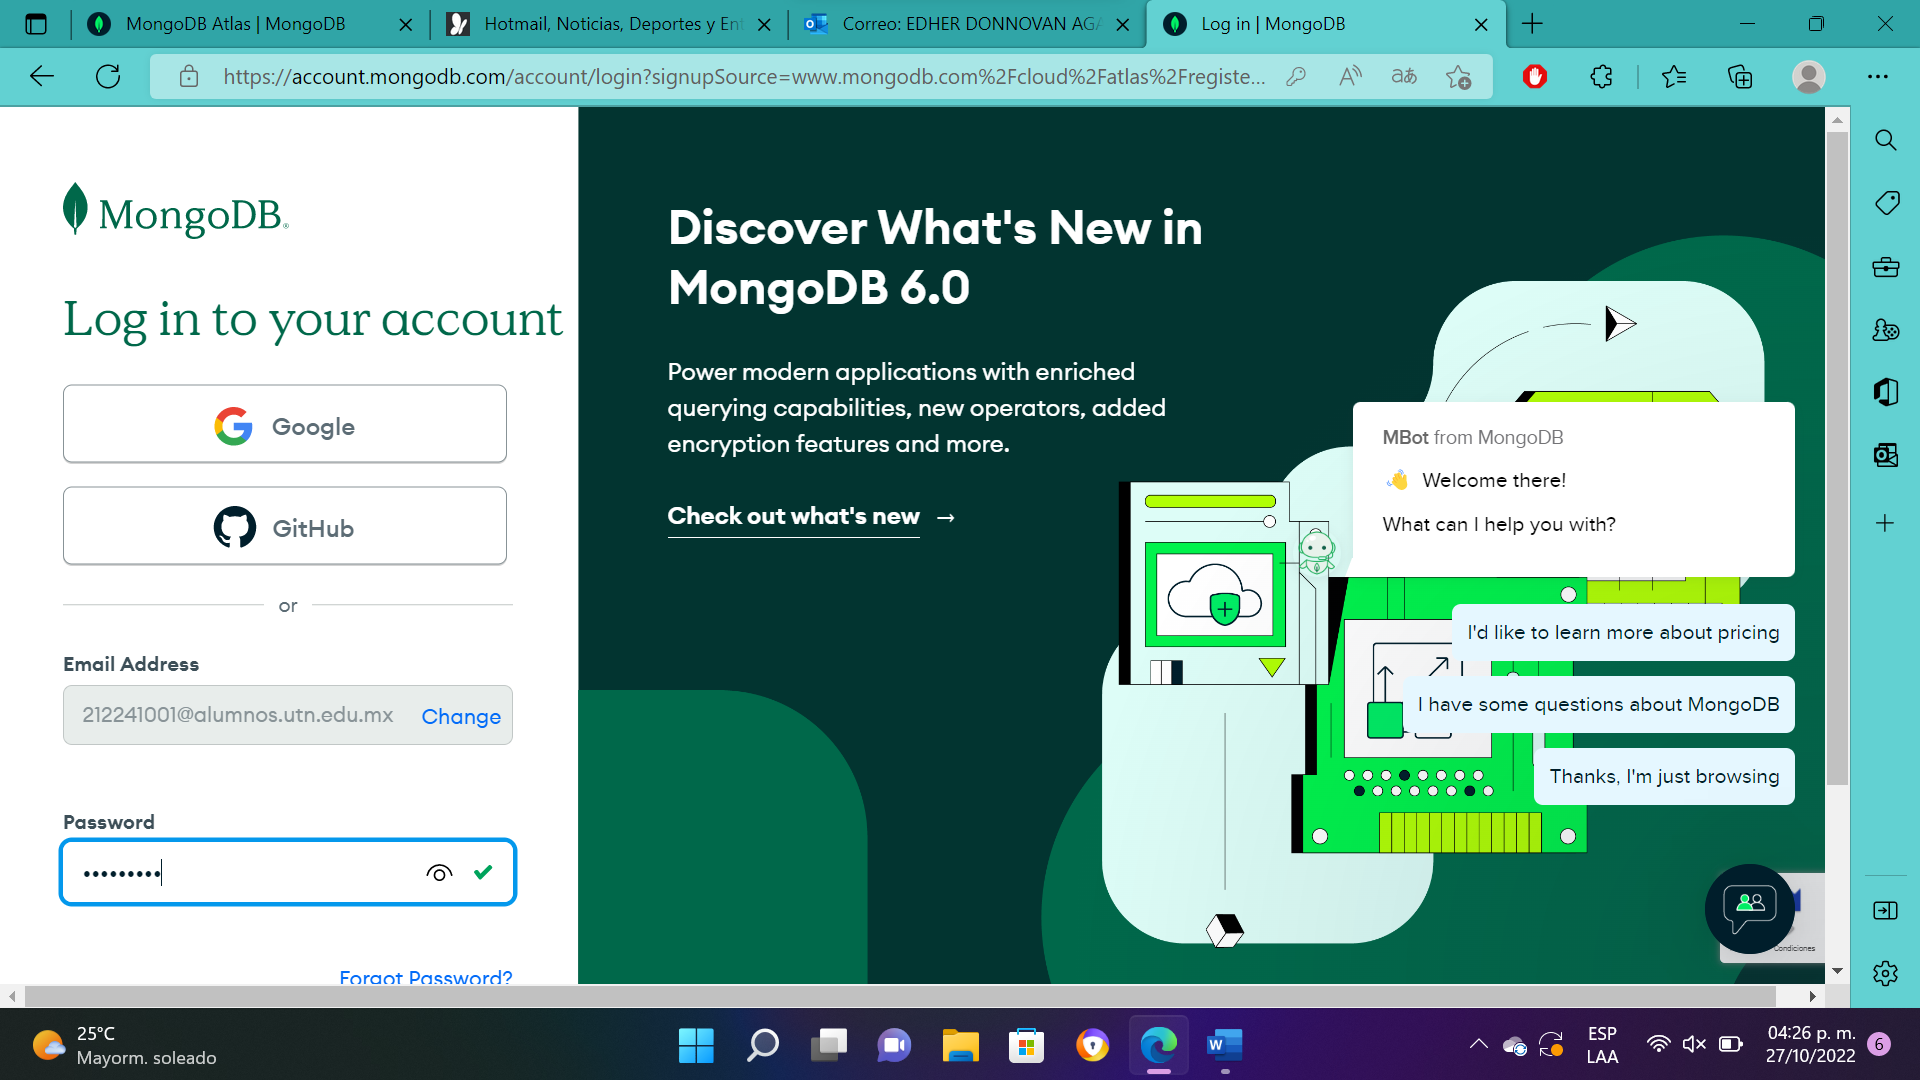 MongoDB Atlas | MongoDB
Hotmail, Noticias, Deportes y Ent
Correo: EDHER DONNOVAN AGA
Log in | MongoDB
https://account.mongodb.com/account/login?signupSource=www.mongodb.com%2Fcloud%2Fatlas%2Fregiste...
MongoDB®
Log in to your account
Google
GitHub
or
Email Address
212241001@alumnos.utn.edu.mx
Change
Password
•••••••••
Forgot Password?
Discover What's New in
MongoDB 6.0
Power modern applications with enriched
querying capabilities, new operators, added
encryption features and more.
Check out what's new →
MBot from MongoDB
👋 Welcome there!
What can I help you with?
I'd like to learn more about pricing
I have some questions about MongoDB
Thanks, I'm just browsing
Condiciones
25°C
Mayorm. soleado
ESP
LAA
04:26 p. m.
27/10/2022
6